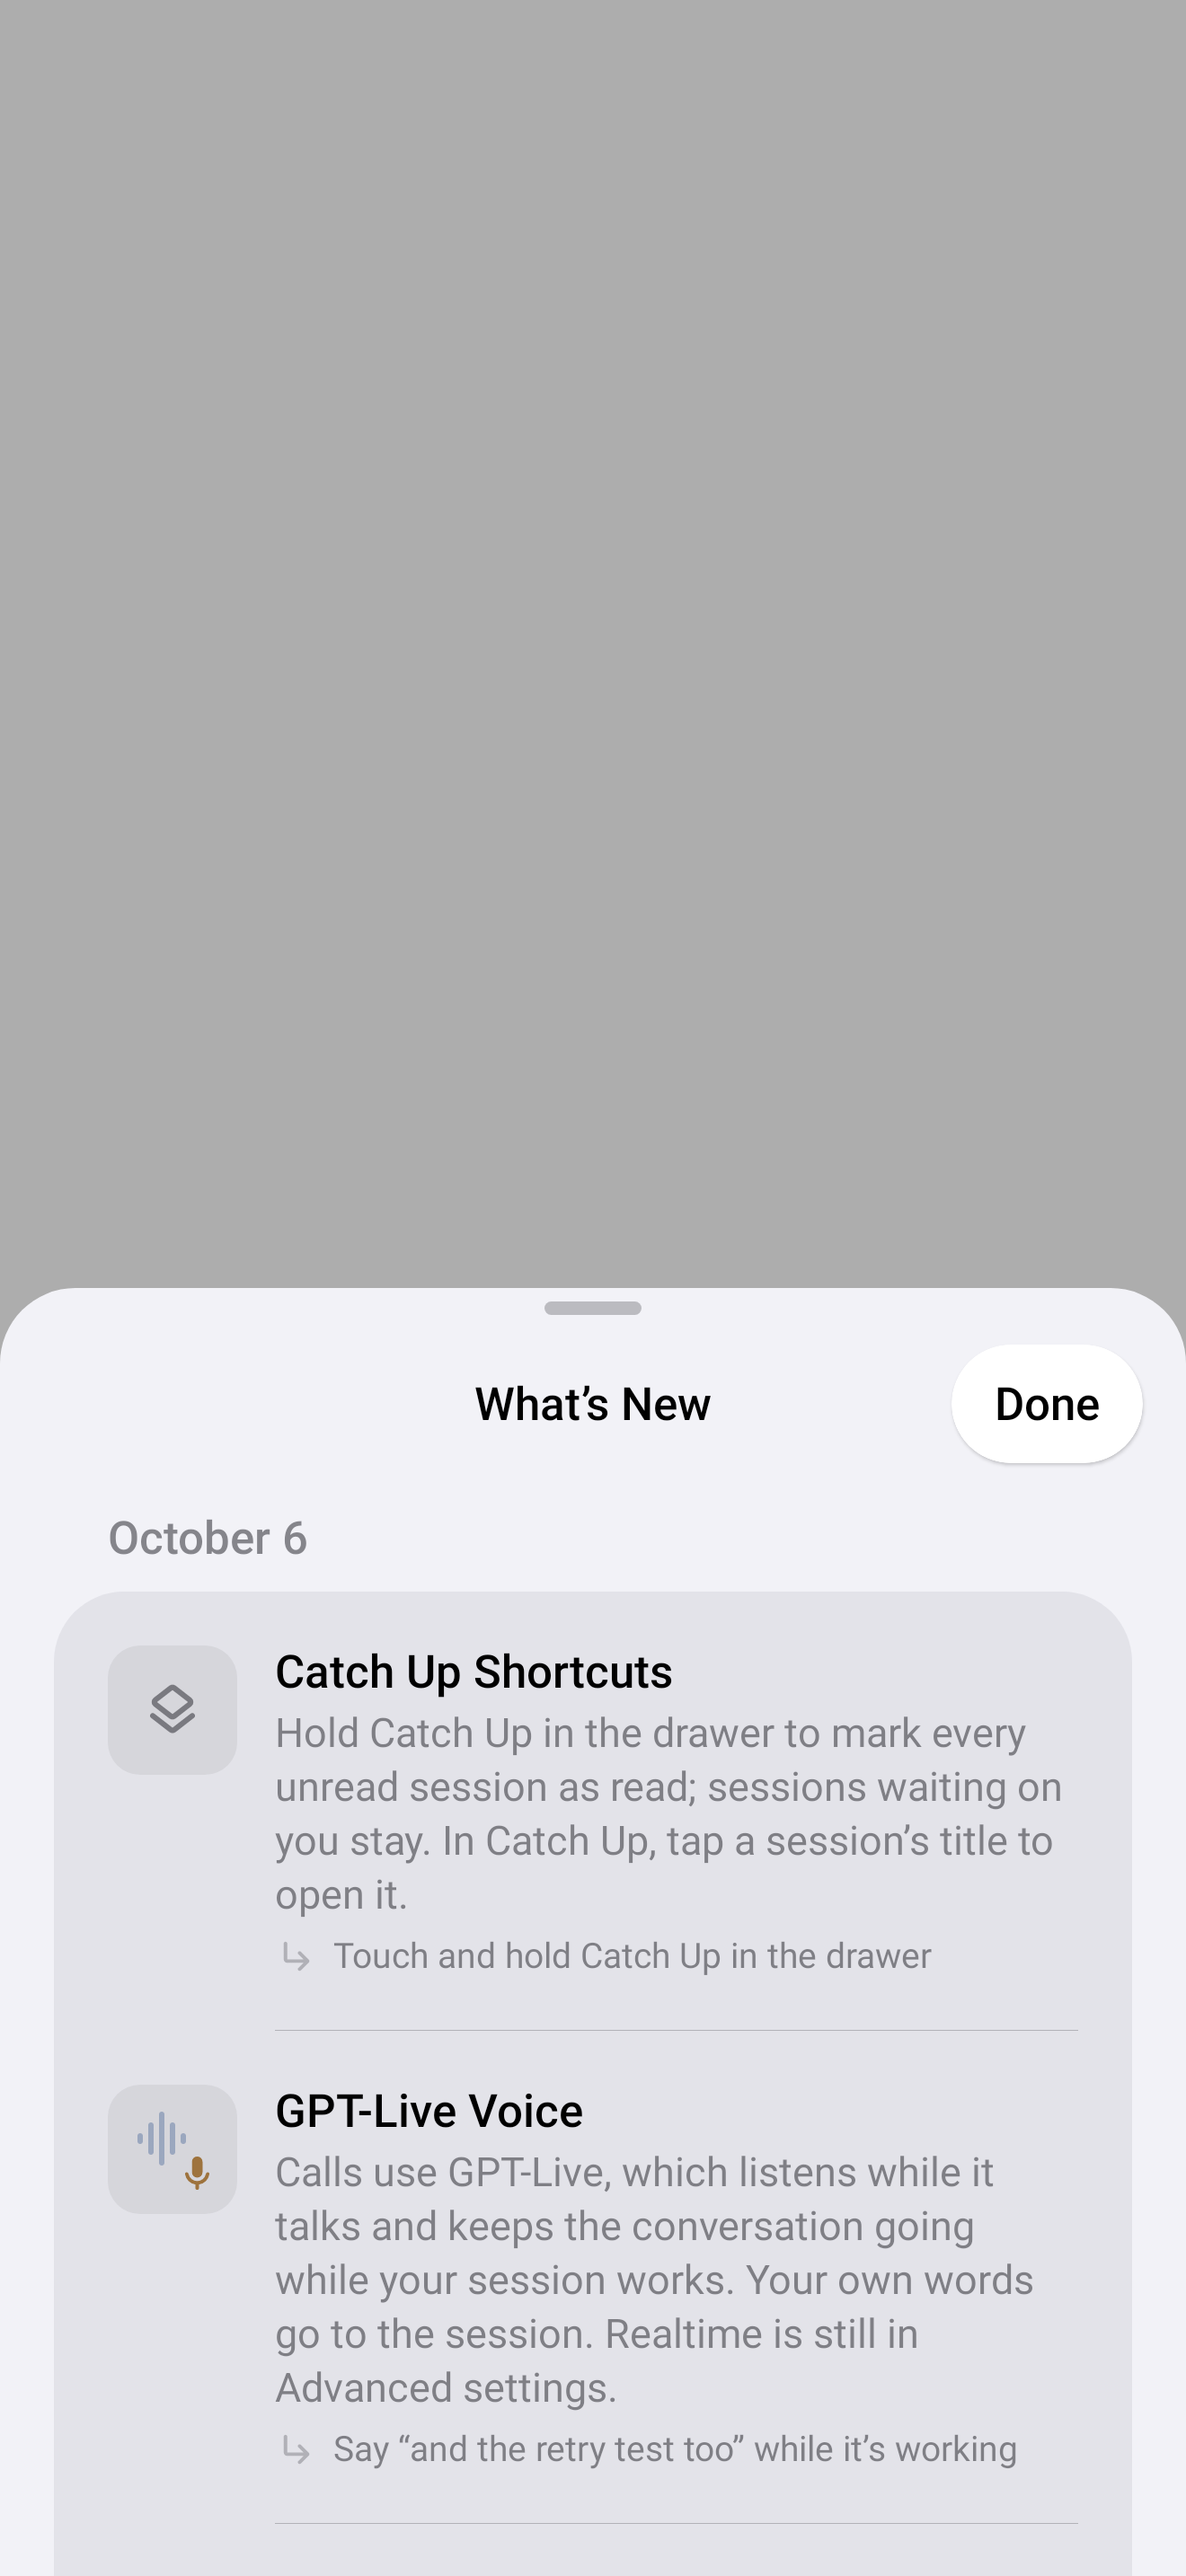 What’s New
Done
October 6
Catch Up Shortcuts
Hold Catch Up in the drawer to mark every
unread session as read; sessions waiting on
you stay. In Catch Up, tap a session’s title to
open it.
Touch and hold Catch Up in the drawer
GPT-Live Voice
Calls use GPT-Live, which listens while it
talks and keeps the conversation going
while your session works. Your own words
go to the session. Realtime is still in
Advanced settings.
Say “and the retry test too” while it’s working